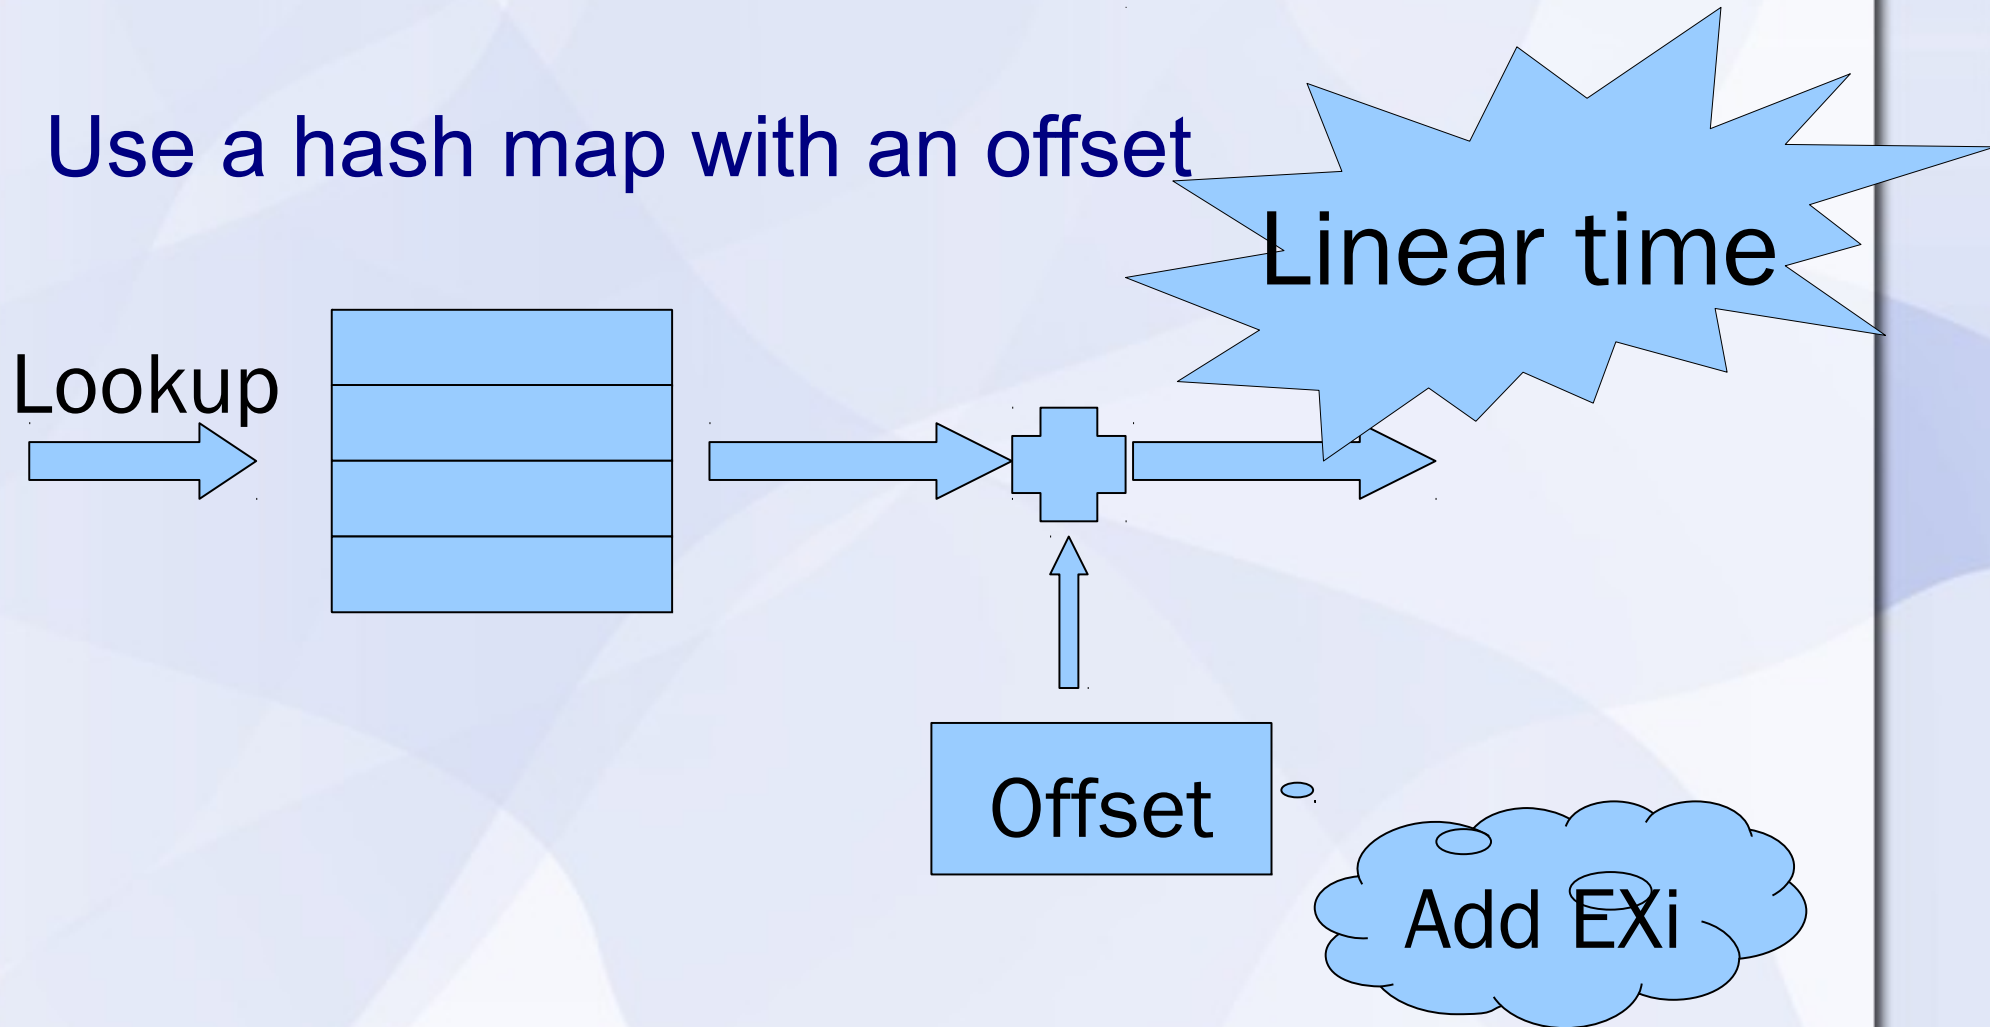 Use a hash map with an offset
Linear time
Lookup
Offset
Add EXi